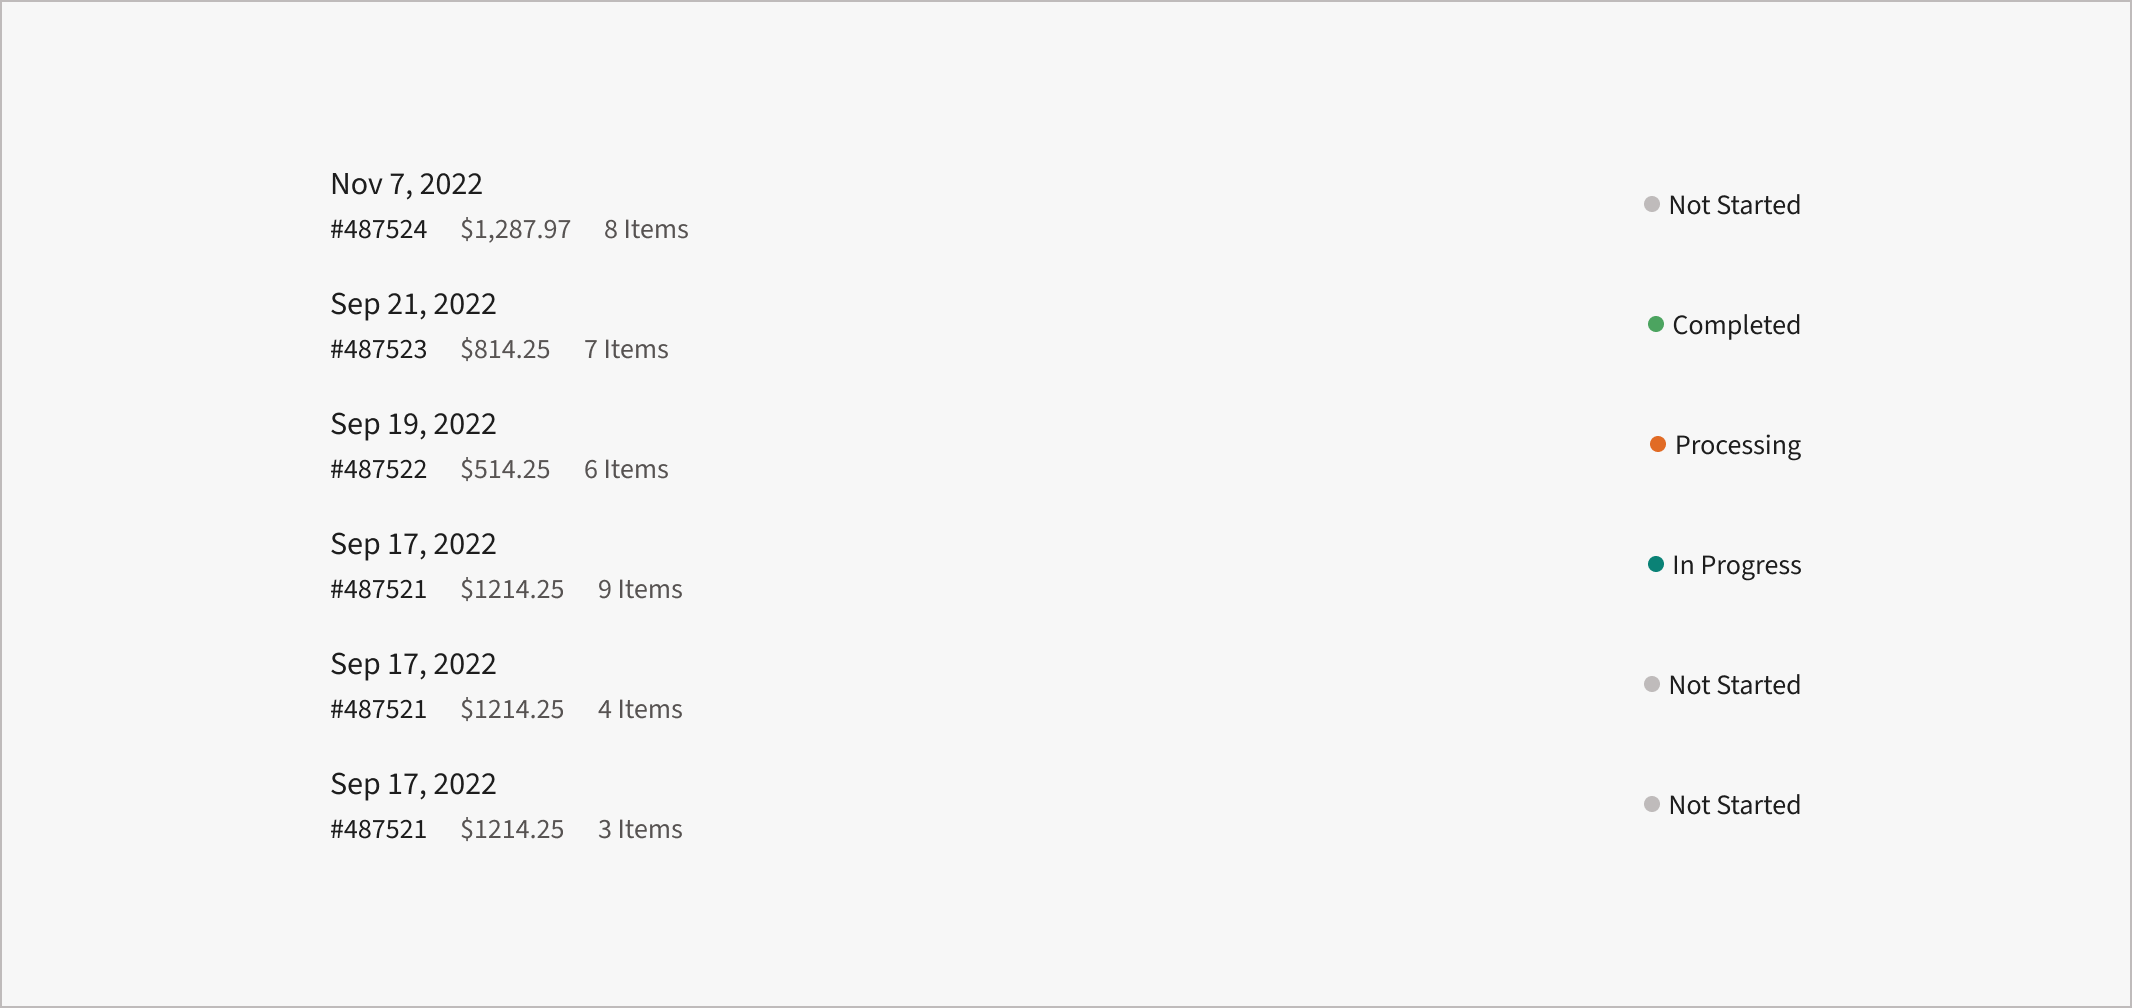 Nov 7, 2022
#487524 $1,287.97 8 Items
Not Started
Sep 21, 2022
#487523 $814.25 7 Items
Completed
Sep 19, 2022
#487522 $514.25 6 Items
Processing
Sep 17, 2022
#487521 $1214.25 9 Items
In Progress
Sep 17, 2022
#487521 $1214.25 4 Items
Not Started
Sep 17, 2022
#487521 $1214.25 3 Items
Not Started